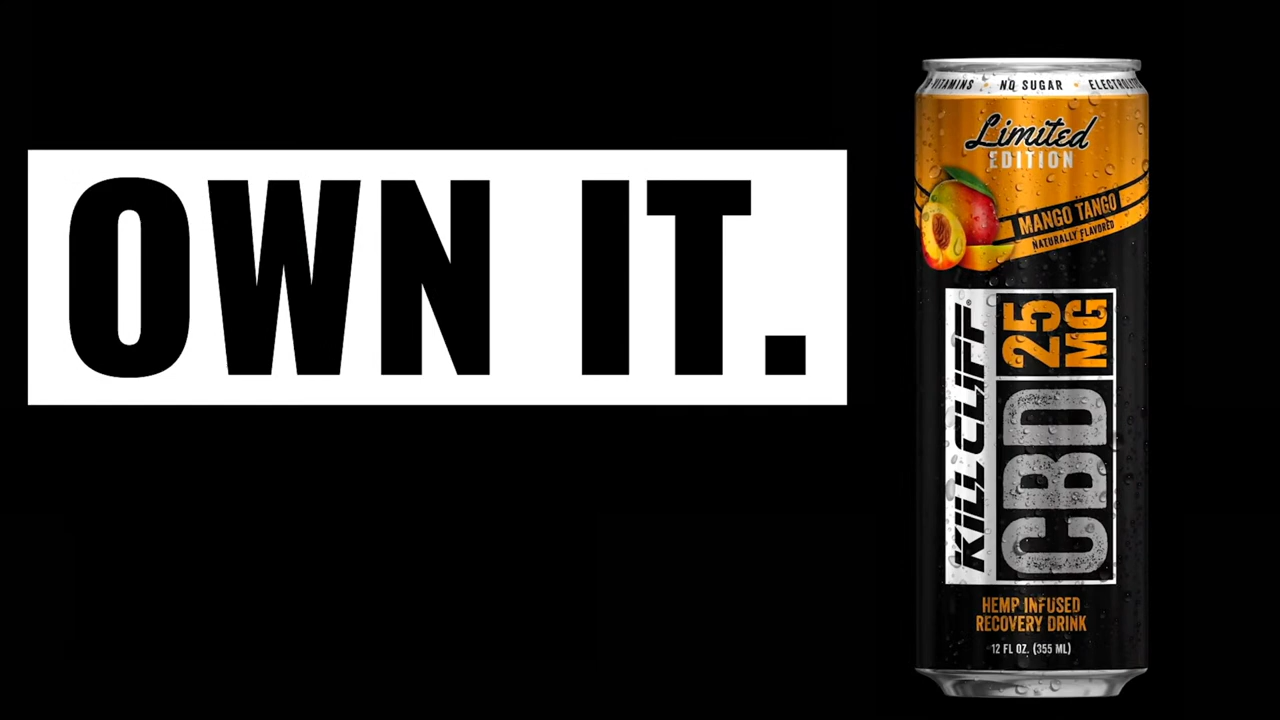 OWN IT.
VITAMINS • NO SUGAR • ELECTROLYTE
Limited
EDITION
MANGO TANGO
NATURALLY FLAVORED
KILL CLIFF®
CBD 25
MG
HEMP INFUSED
RECOVERY DRINK
12 FL OZ. (355 ML)